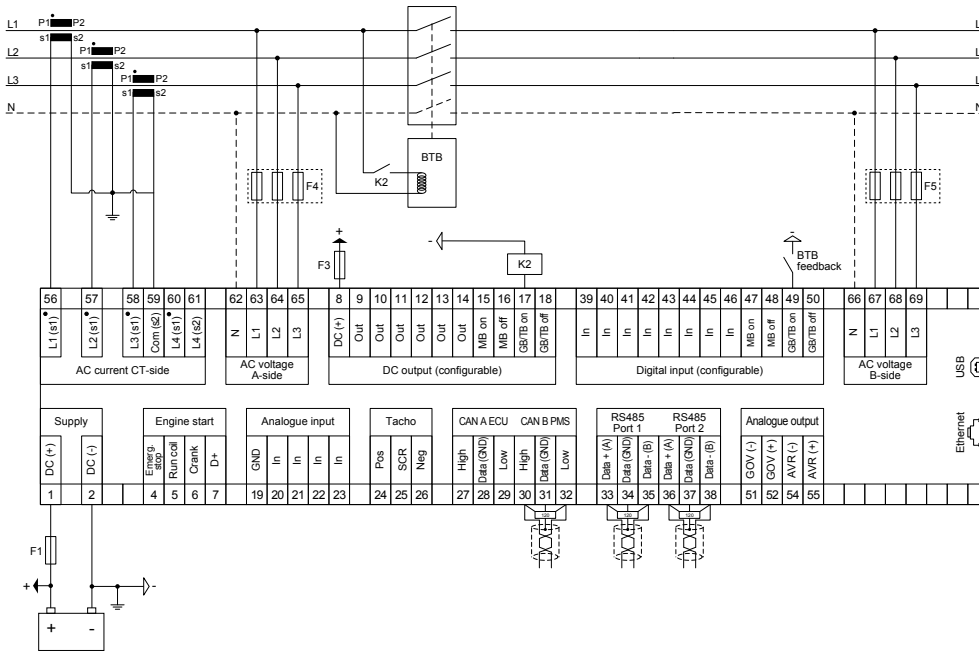 L1 P1 P2 L
s1 s2
L2 P1 P2 L
s1 s2
L3 P1 P2 L
s1 s2
N N
BTB
K2
F4 F5
+
F3
-
K2
-
BTB
feedback
56 57 58 59 60 61 62 63 64 65 8 9 10 11 12 13 14 15 16 17 18 39 40 41 42 43 44 45 46 47 48 49 50 66 67 68 69
L1 (s1) L2 (s1) L3 (s1) Com (s2) L4 (s1) L4 (s2) N L1 L2 L3 DC (+) Out Out Out Out Out Out MB on MB off GB/TB on GB/TB off In In In In In In In In MB on MB off GB/TB on GB/TB off N L1 L2 L3
AC current CT-side
AC voltage
A-side
DC output (configurable)
Digital input (configurable)
AC voltage
B-side
USB
Ethernet
Supply
Engine start
Analogue input
Tacho
CAN A ECU
CAN B PMS
RS485
Port 1
RS485
Port 2
Analogue output
DC (+) DC (-) Emerg. stop Run coil Crank D+ GND In In In In Pos SCR Neg High Data (GND) Low High Data (GND) Low Data + (A) Data (GND) Data - (B) Data + (A) Data (GND) Data - (B) GOV (-) GOV (+) AVR (-) AVR (+)
1 2 4 5 6 7 19 20 21 22 23 24 25 26 27 28 29 30 31 32 33 34 35 36 37 38 51 52 54 55
120 120 120
F1
+ -
+ -